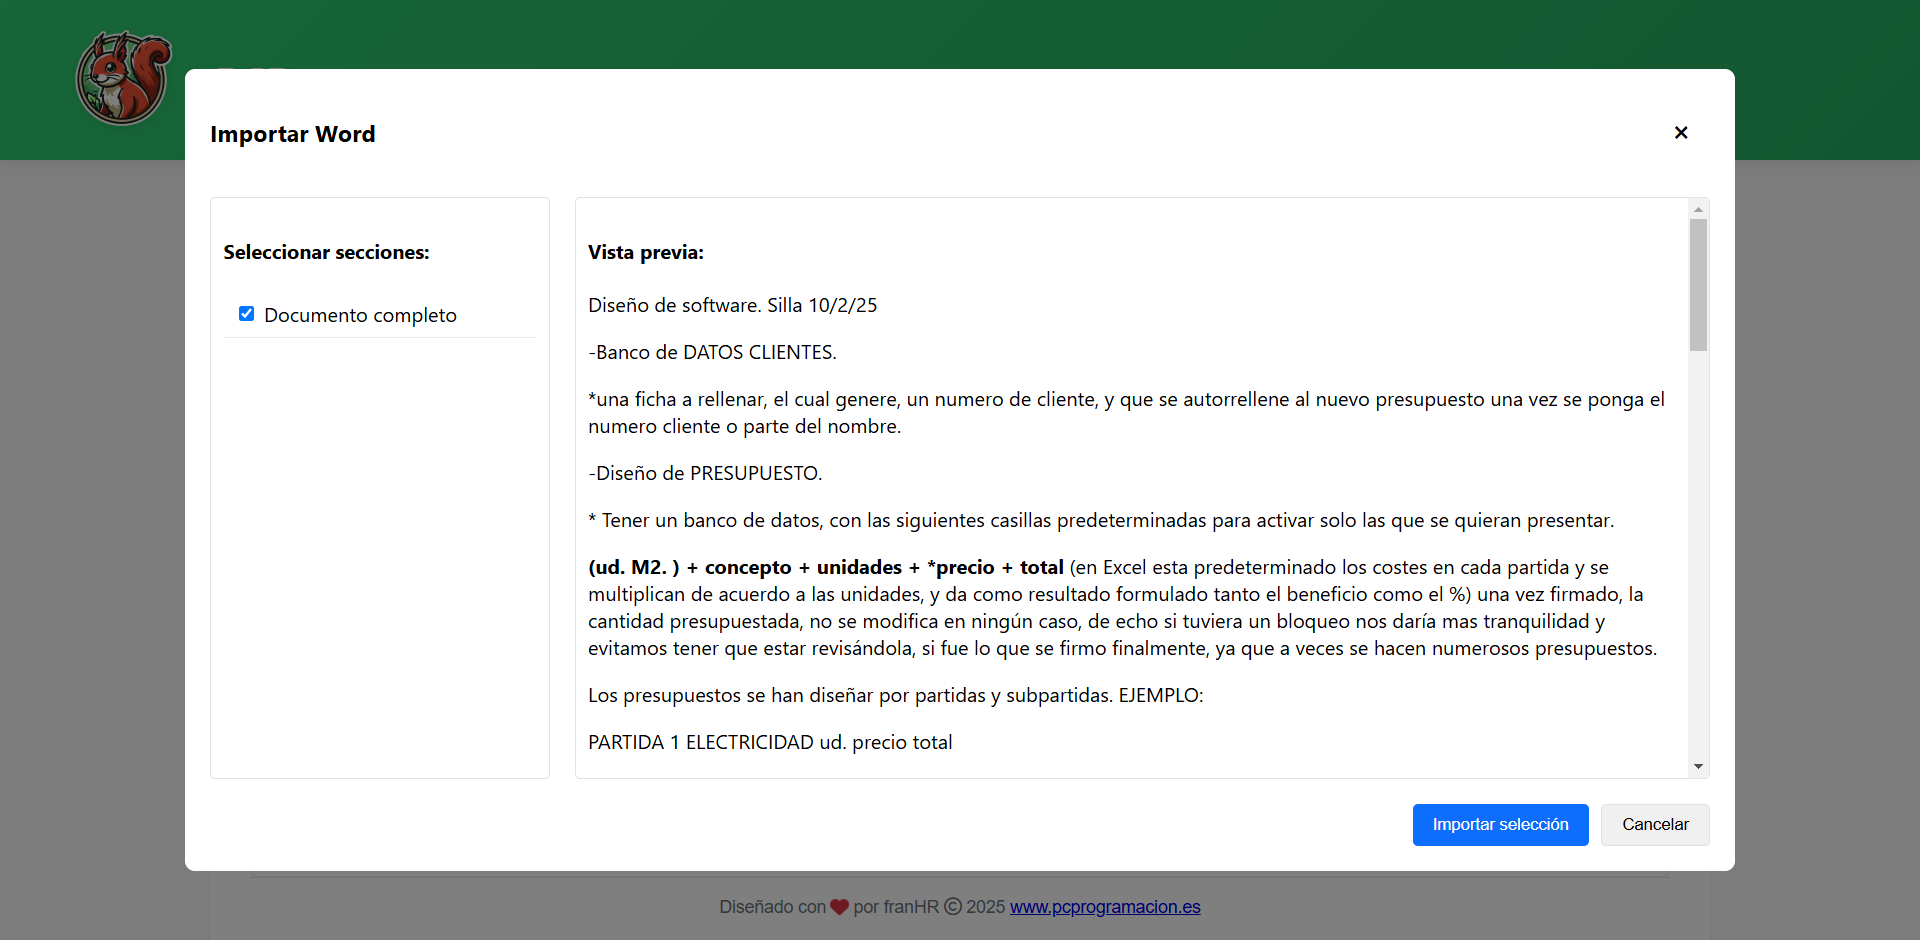 Importar Word
×
Seleccionar secciones:
Documento completo
Vista previa:
Diseño de software. Silla 10/2/25
-Banco de DATOS CLIENTES.
*una ficha a rellenar, el cual genere, un numero de cliente, y que se autorrellene al nuevo presupuesto una vez se ponga el
numero cliente o parte del nombre.
-Diseño de PRESUPUESTO.
* Tener un banco de datos, con las siguientes casillas predeterminadas para activar solo las que se quieran presentar.
(ud. M2. ) + concepto + unidades + *precio + total (en Excel esta predeterminado los costes en cada partida y se
multiplican de acuerdo a las unidades, y da como resultado formulado tanto el beneficio como el %) una vez firmado, la
cantidad presupuestada, no se modifica en ningún caso, de echo si tuviera un bloqueo nos daría mas tranquilidad y
evitamos tener que estar revisándola, si fue lo que se firmo finalmente, ya que a veces se hacen numerosos presupuestos.
Los presupuestos se han diseñar por partidas y subpartidas. EJEMPLO:
PARTIDA 1 ELECTRICIDAD ud. precio total
Importar selección
Cancelar
Diseñado con ❤ por franHR © 2025 www.pcprogramacion.es